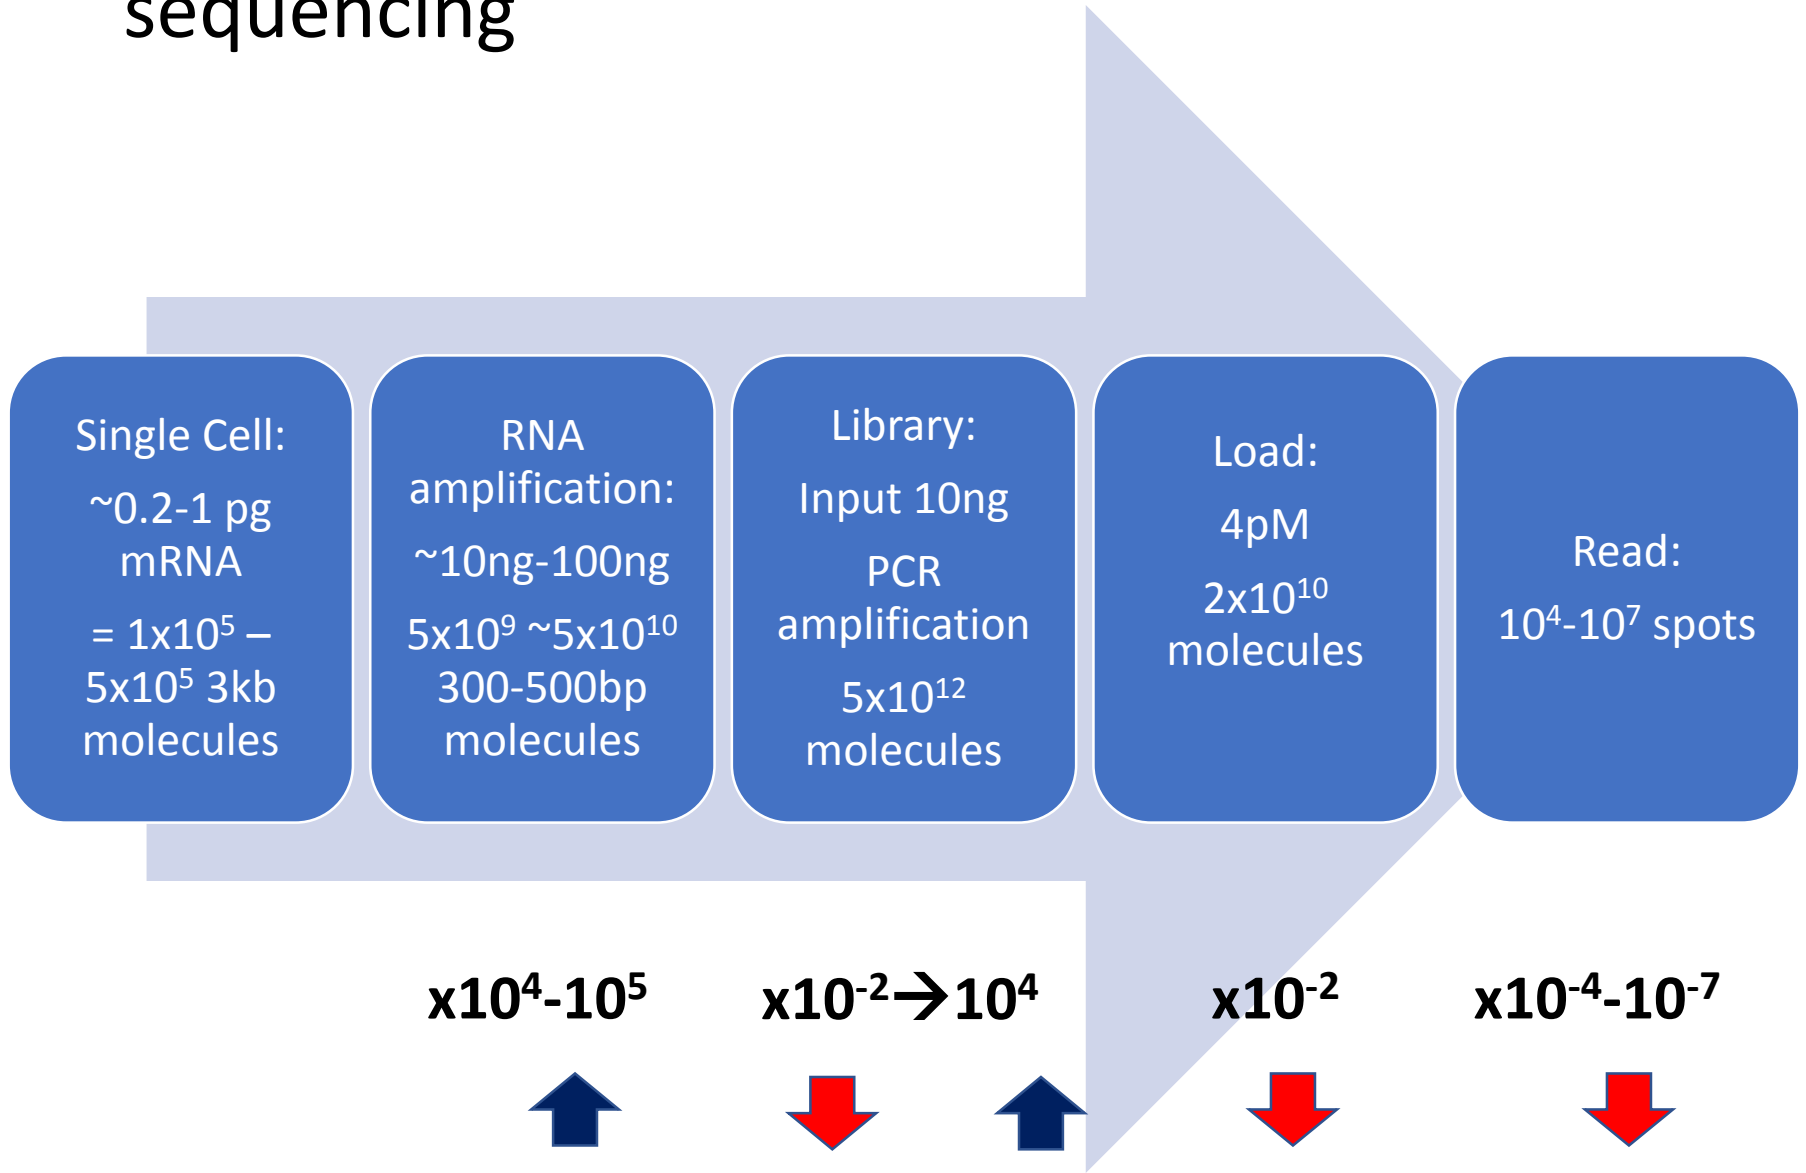 sequencing
Single Cell:
~0.2-1 pg
mRNA
= 1x10⁵ –
5x10⁵ 3kb
molecules
RNA
amplification:
~10ng-100ng
5x10⁹ ~5x10¹⁰
300-500bp
molecules
Library:
Input 10ng
PCR
amplification
5x10¹²
molecules
Load:
4pM
2x10¹⁰
molecules
Read:
10⁴-10⁷ spots
x10⁴-10⁵
x10⁻²→10⁴
x10⁻²
x10⁻⁴-10⁻⁷